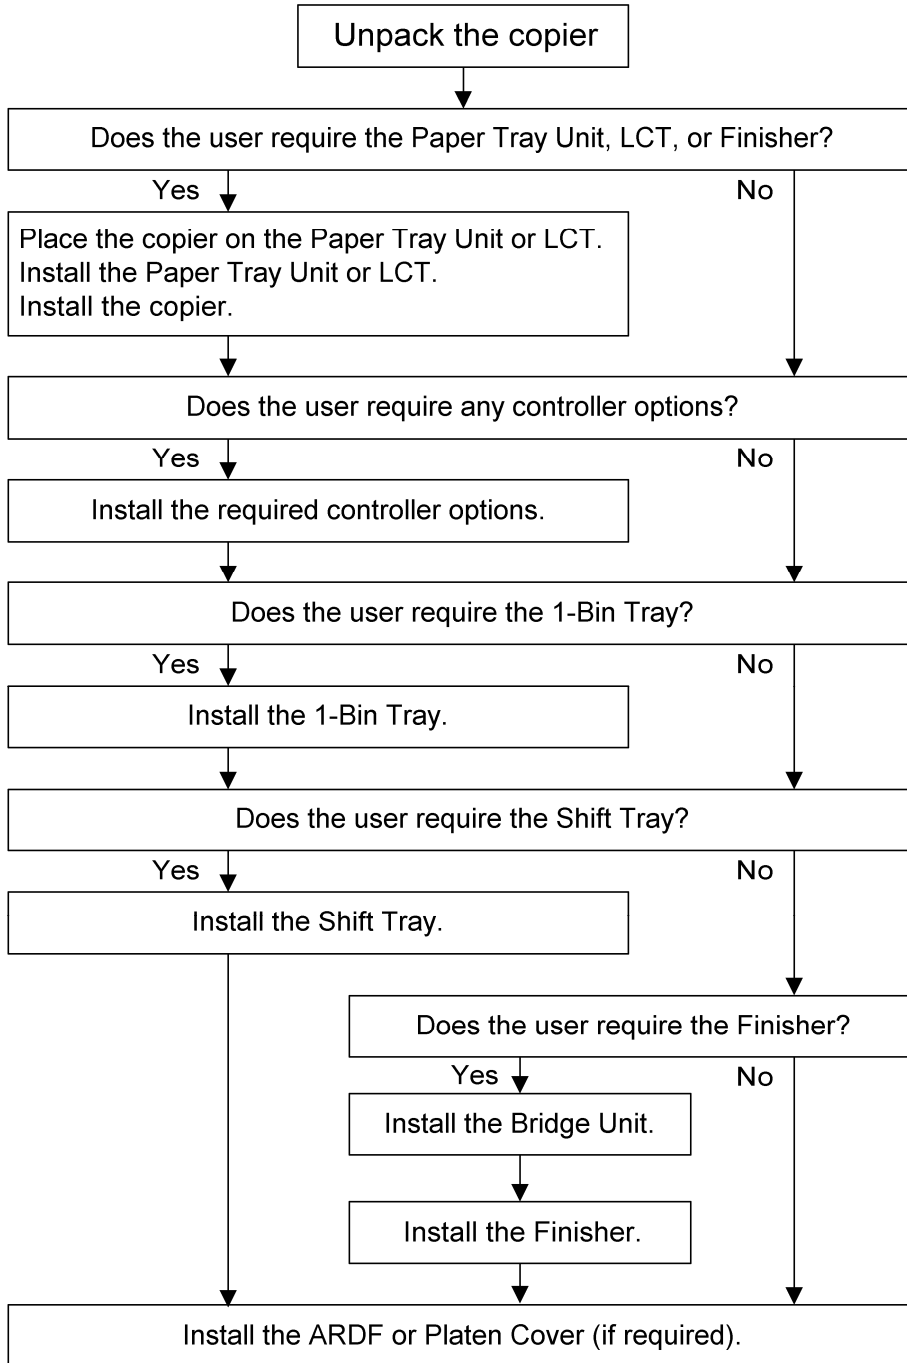 Unpack the copier
Does the user require the Paper Tray Unit, LCT, or Finisher?
Yes
No
Place the copier on the Paper Tray Unit or LCT.
Install the Paper Tray Unit or LCT.
Install the copier.
Does the user require any controller options?
Yes
No
Install the required controller options.
Does the user require the 1-Bin Tray?
Yes
No
Install the 1-Bin Tray.
Does the user require the Shift Tray?
Yes
No
Install the Shift Tray.
Does the user require the Finisher?
Yes
No
Install the Bridge Unit.
Install the Finisher.
Install the ARDF or Platen Cover (if required).